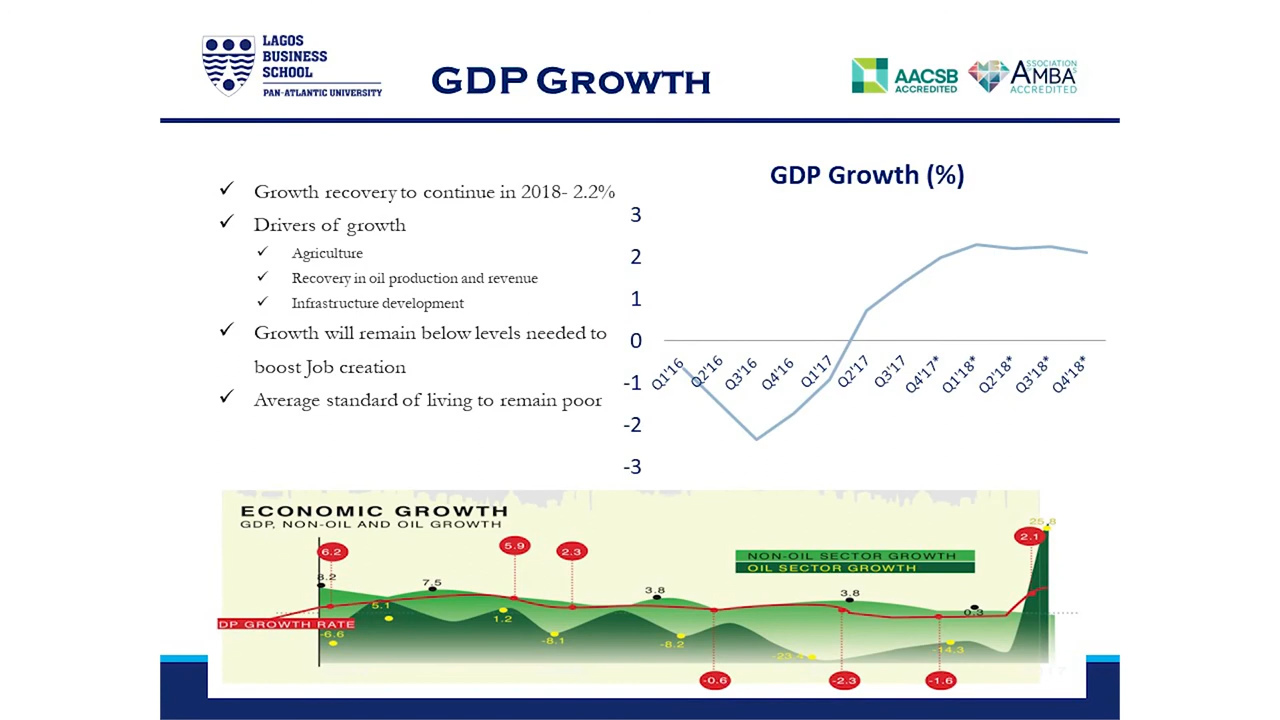 LAGOS
BUSINESS
SCHOOL
PAN-ATLANTIC UNIVERSITY
GDP GROWTH
AACSB
ACCREDITED
SSOCIATION
AMBA
ACCREDITED
Growth recovery to continue in 2018- 2.2%
Drivers of growth
Agriculture
Recovery in oil production and revenue
Infrastructure development
Growth will remain below levels needed to
boost Job creation
Average standard of living to remain poor
GDP Growth (%)
3
2
1
0
-1
-2
-3
Q1'16
Q2'16
Q3'16
Q4'16
Q1'17
Q2'17
Q3'17
Q4'17*
Q1'18*
Q2'18*
Q3'18*
Q4'18*
ECONOMIC GROWTH
GDP, NON-OIL AND OIL GROWTH
NON-OIL SECTOR GROWTH
OIL SECTOR GROWTH
6.2
5.9
2.3
2.1
25.8
8.2
7.5
3.8
3.8
0.3
5.1
1.2
DP GROWTH RATE
-6.6
-8.1
-8.2
-14.3
-0.6
-2.3
-1.6